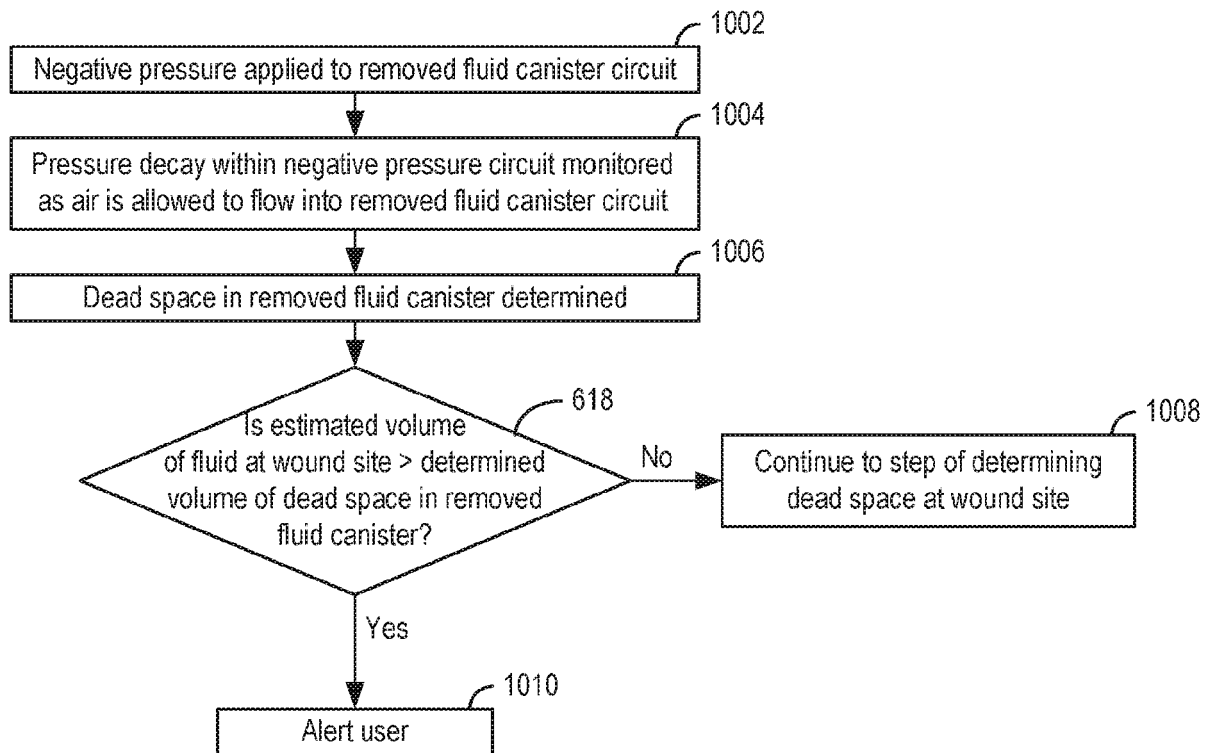 1002
Negative pressure applied to removed fluid canister circuit
1004
Pressure decay within negative pressure circuit monitored
as air is allowed to flow into removed fluid canister circuit
1006
Dead space in removed fluid canister determined
618
Is estimated volume
of fluid at wound site > determined
volume of dead space in removed
fluid canister?
No
1008
Continue to step of determining
dead space at wound site
Yes
1010
Alert user